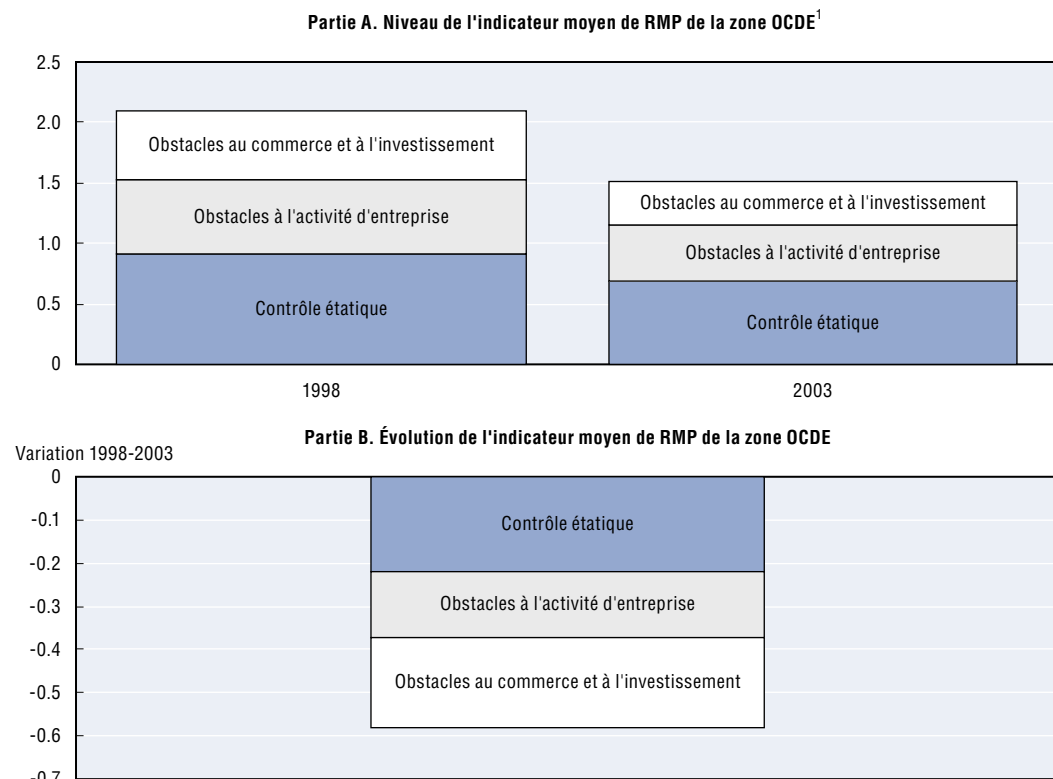 Partie A. Niveau de l'indicateur moyen de RMP de la zone OCDE1
2.5
2.0
Obstacles au commerce et à l'investissement
1.5
Obstacles à l'activité d'entreprise
Obstacles au commerce et à l'investissement
1.0
Obstacles à l'activité d'entreprise
0.5
Contrôle étatique
Contrôle étatique
0
1998
2003
Partie B. Évolution de l'indicateur moyen de RMP de la zone OCDE
Variation 1998-2003
0
-0.1
Contrôle étatique
-0.2
-0.3
Obstacles à l'activité d'entreprise
-0.4
-0.5
Obstacles au commerce et à l'investissement
-0.6
-0.7